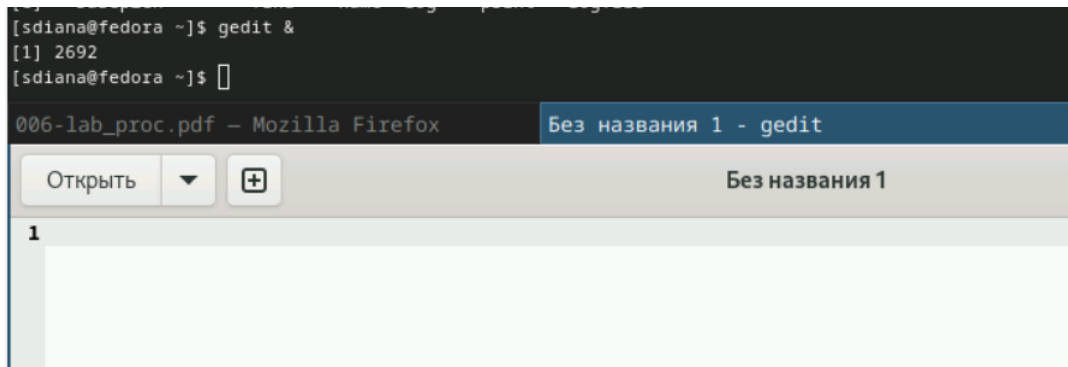 [sdiana@fedora ~]$ gedit &
[1] 2692
[sdiana@fedora ~]$
006-lab_proc.pdf — Mozilla Firefox
Без названия 1 - gedit
Открыть
Без названия 1
1